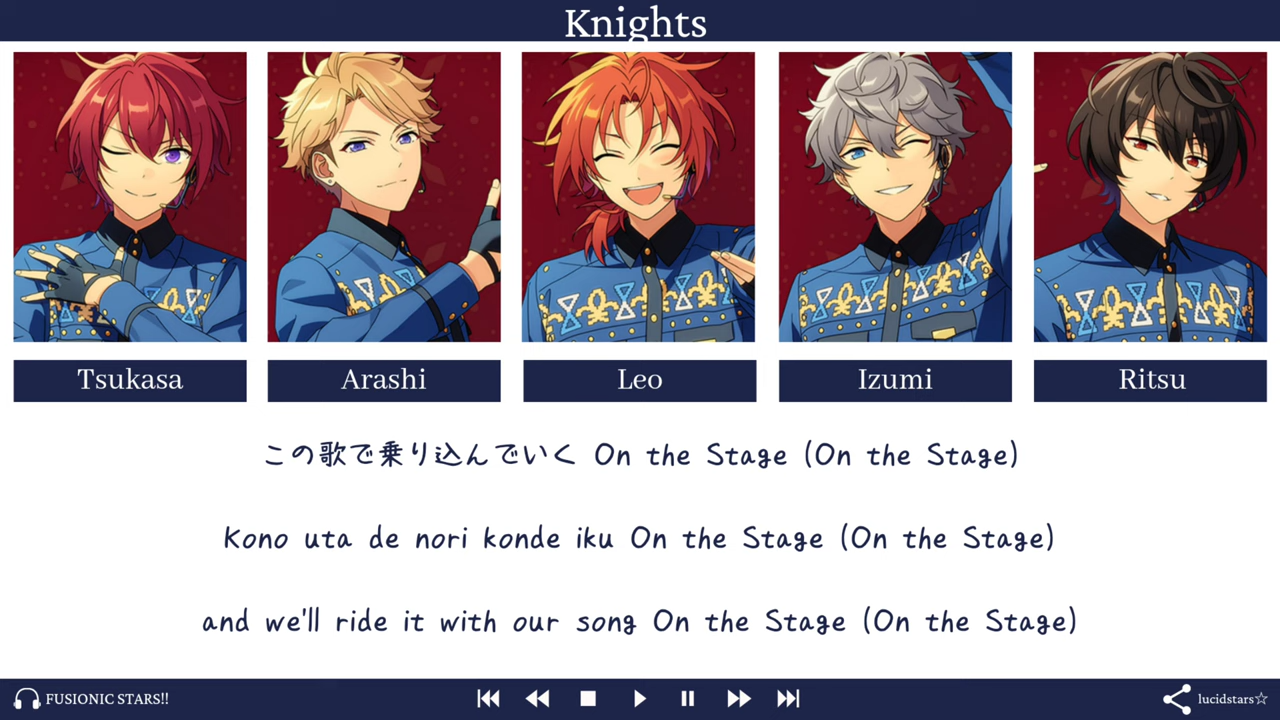 Knights
Tsukasa
Arashi
Leo
Izumi
Ritsu
この歌で乗り込んでいく On the Stage (On the Stage)
Kono uta de nori konde iku On the Stage (On the Stage)
and we'll ride it with our song On the Stage (On the Stage)
FUSIONIC STARS!!
lucidstars☆